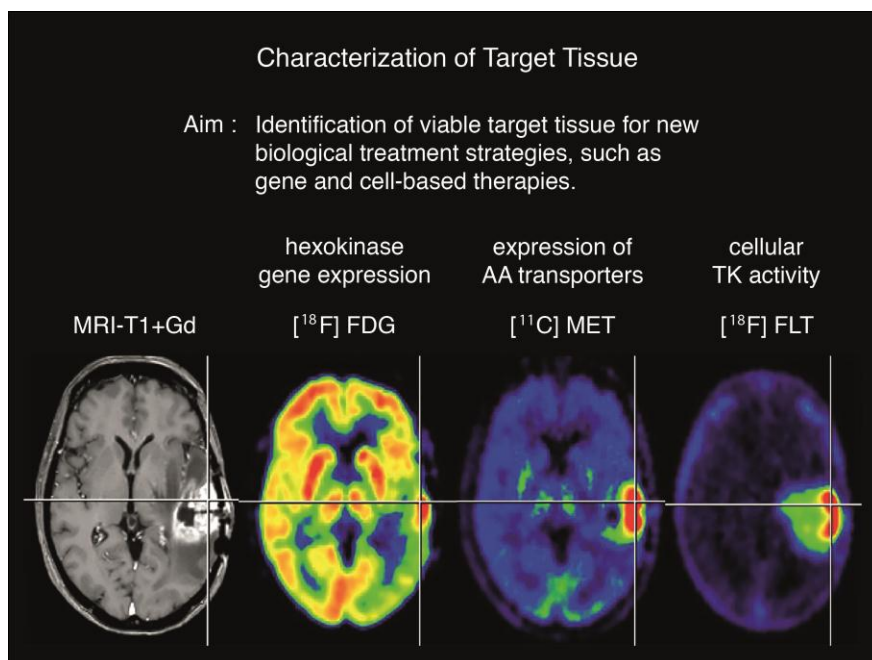 Characterization of Target Tissue
Aim : Identification of viable target tissue for new
biological treatment strategies, such as
gene and cell-based therapies.
hexokinase
gene expression
expression of
AA transporters
cellular
TK activity
MRI-T1+Gd
[¹⁸F] FDG
[¹¹C] MET
[¹⁸F] FLT